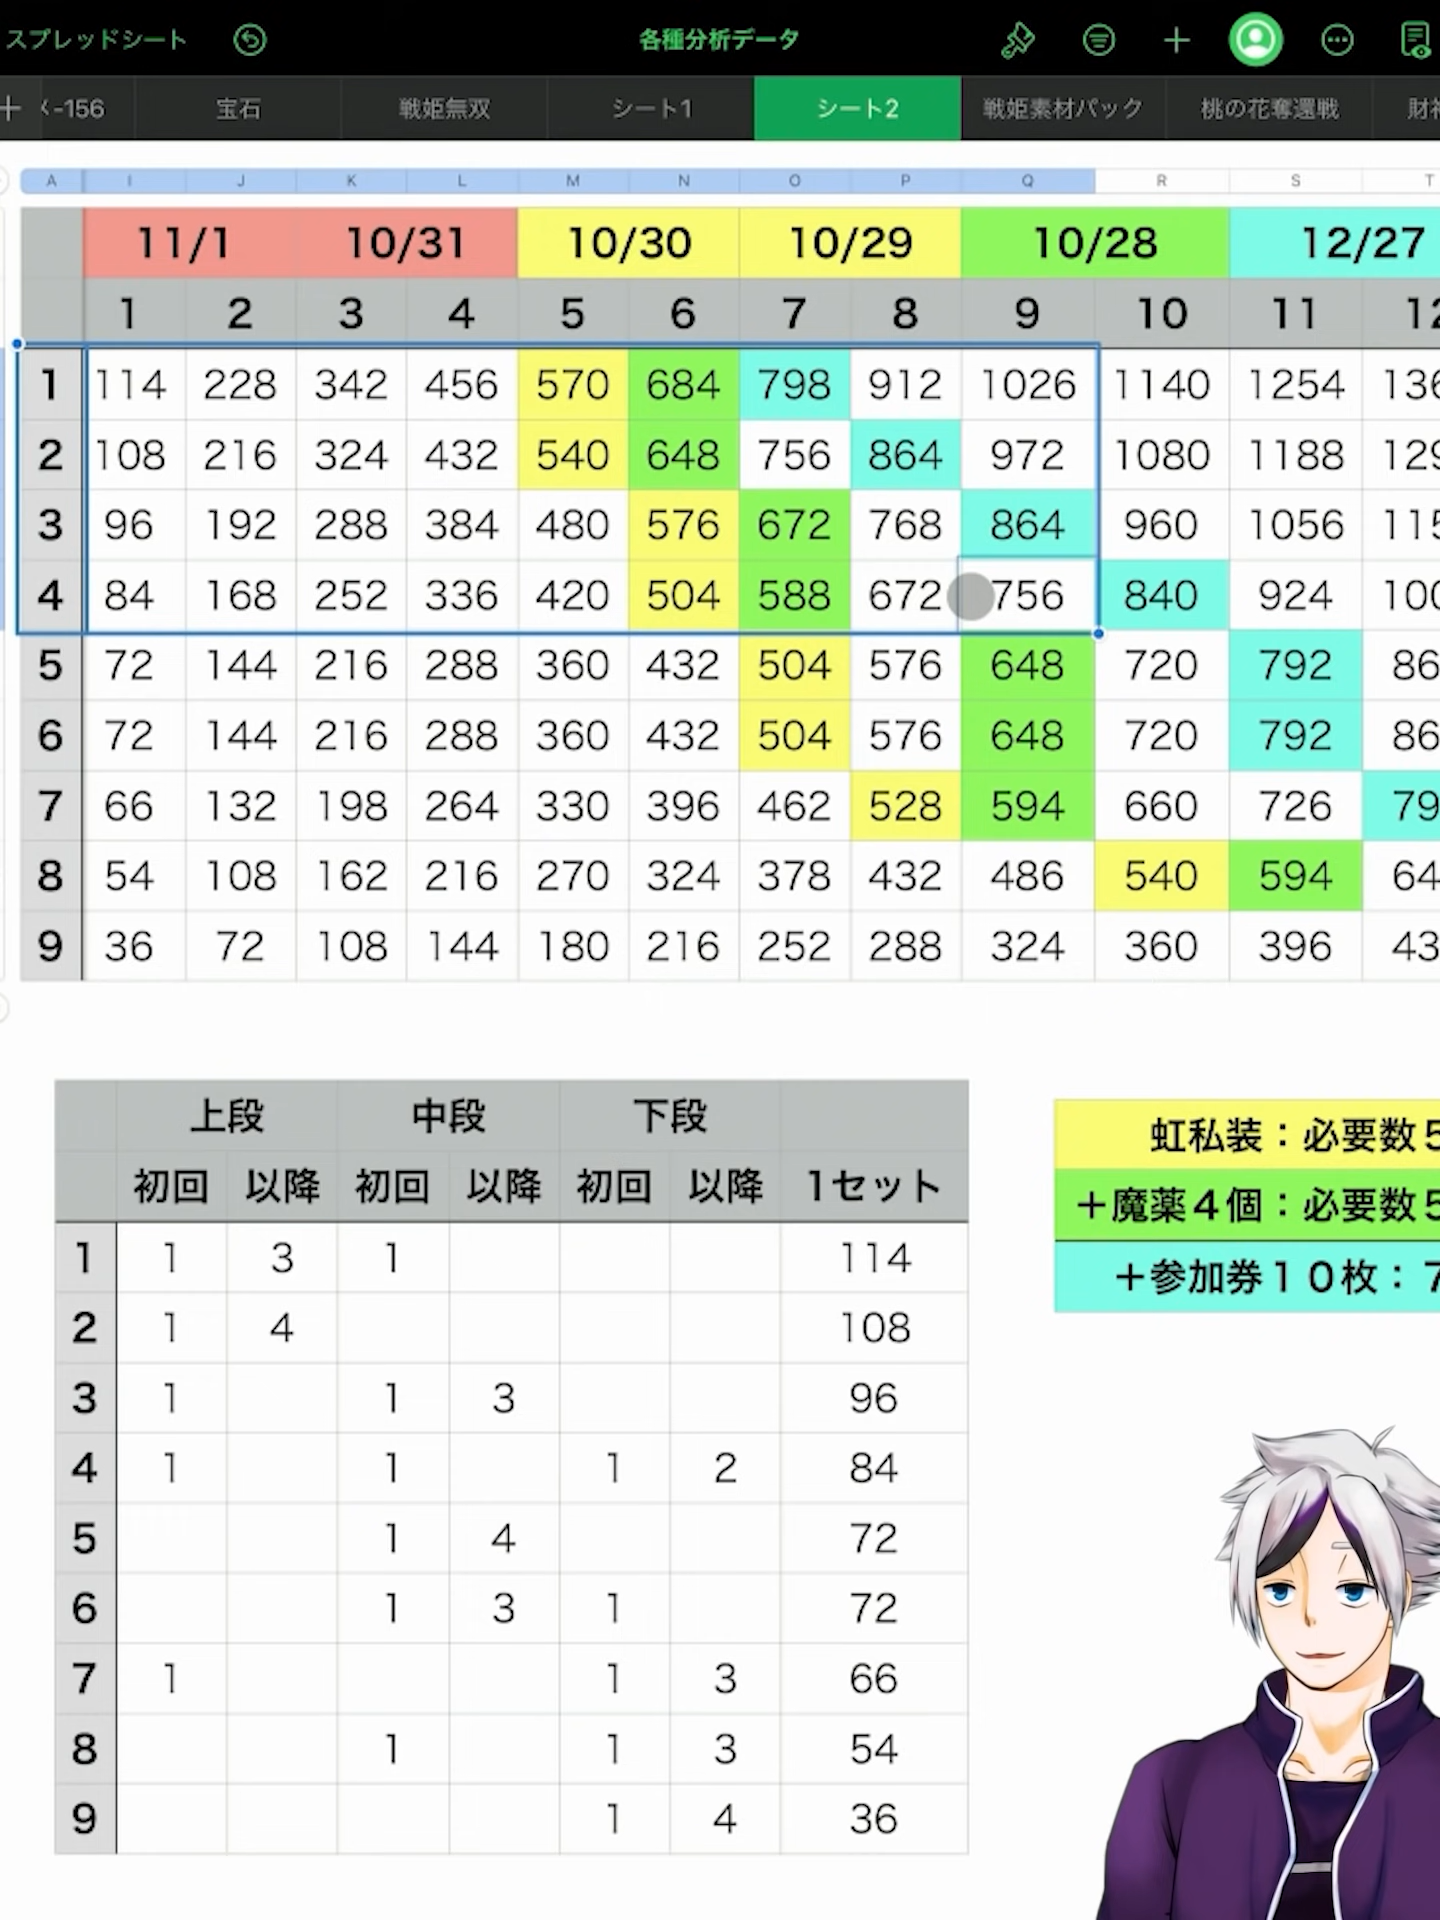 スプレッドシート 各種分析データ
-156 宝石 戦姫無双 シート1 シート2 戦姫素材パック 桃の花奪還戦
A I J K L M N O P Q R S T
11/1 10/31 10/30 10/29 10/28 12/27
1 2 3 4 5 6 7 8 9 10 11
1 114 228 342 456 570 684 798 912 1026 1140 1254
2 108 216 324 432 540 648 756 864 972 1080 1188
3 96 192 288 384 480 576 672 768 864 960 1056
4 84 168 252 336 420 504 588 672 756 840 924
5 72 144 216 288 360 432 504 576 648 720 792
6 72 144 216 288 360 432 504 576 648 720 792
7 66 132 198 264 330 396 462 528 594 660 726
8 54 108 162 216 270 324 378 432 486 540 594
9 36 72 108 144 180 216 252 288 324 360 396
上段 中段 下段
初回 以降 初回 以降 初回 以降 1セット
1 1 3 1 114
2 1 4 108
3 1 1 3 96
4 1 1 1 2 84
5 1 4 72
6 1 3 1 72
7 1 1 3 66
8 1 1 3 54
9 1 4 36
虹私装：必要数5
＋魔薬4個：必要数5
＋参加券10枚：7